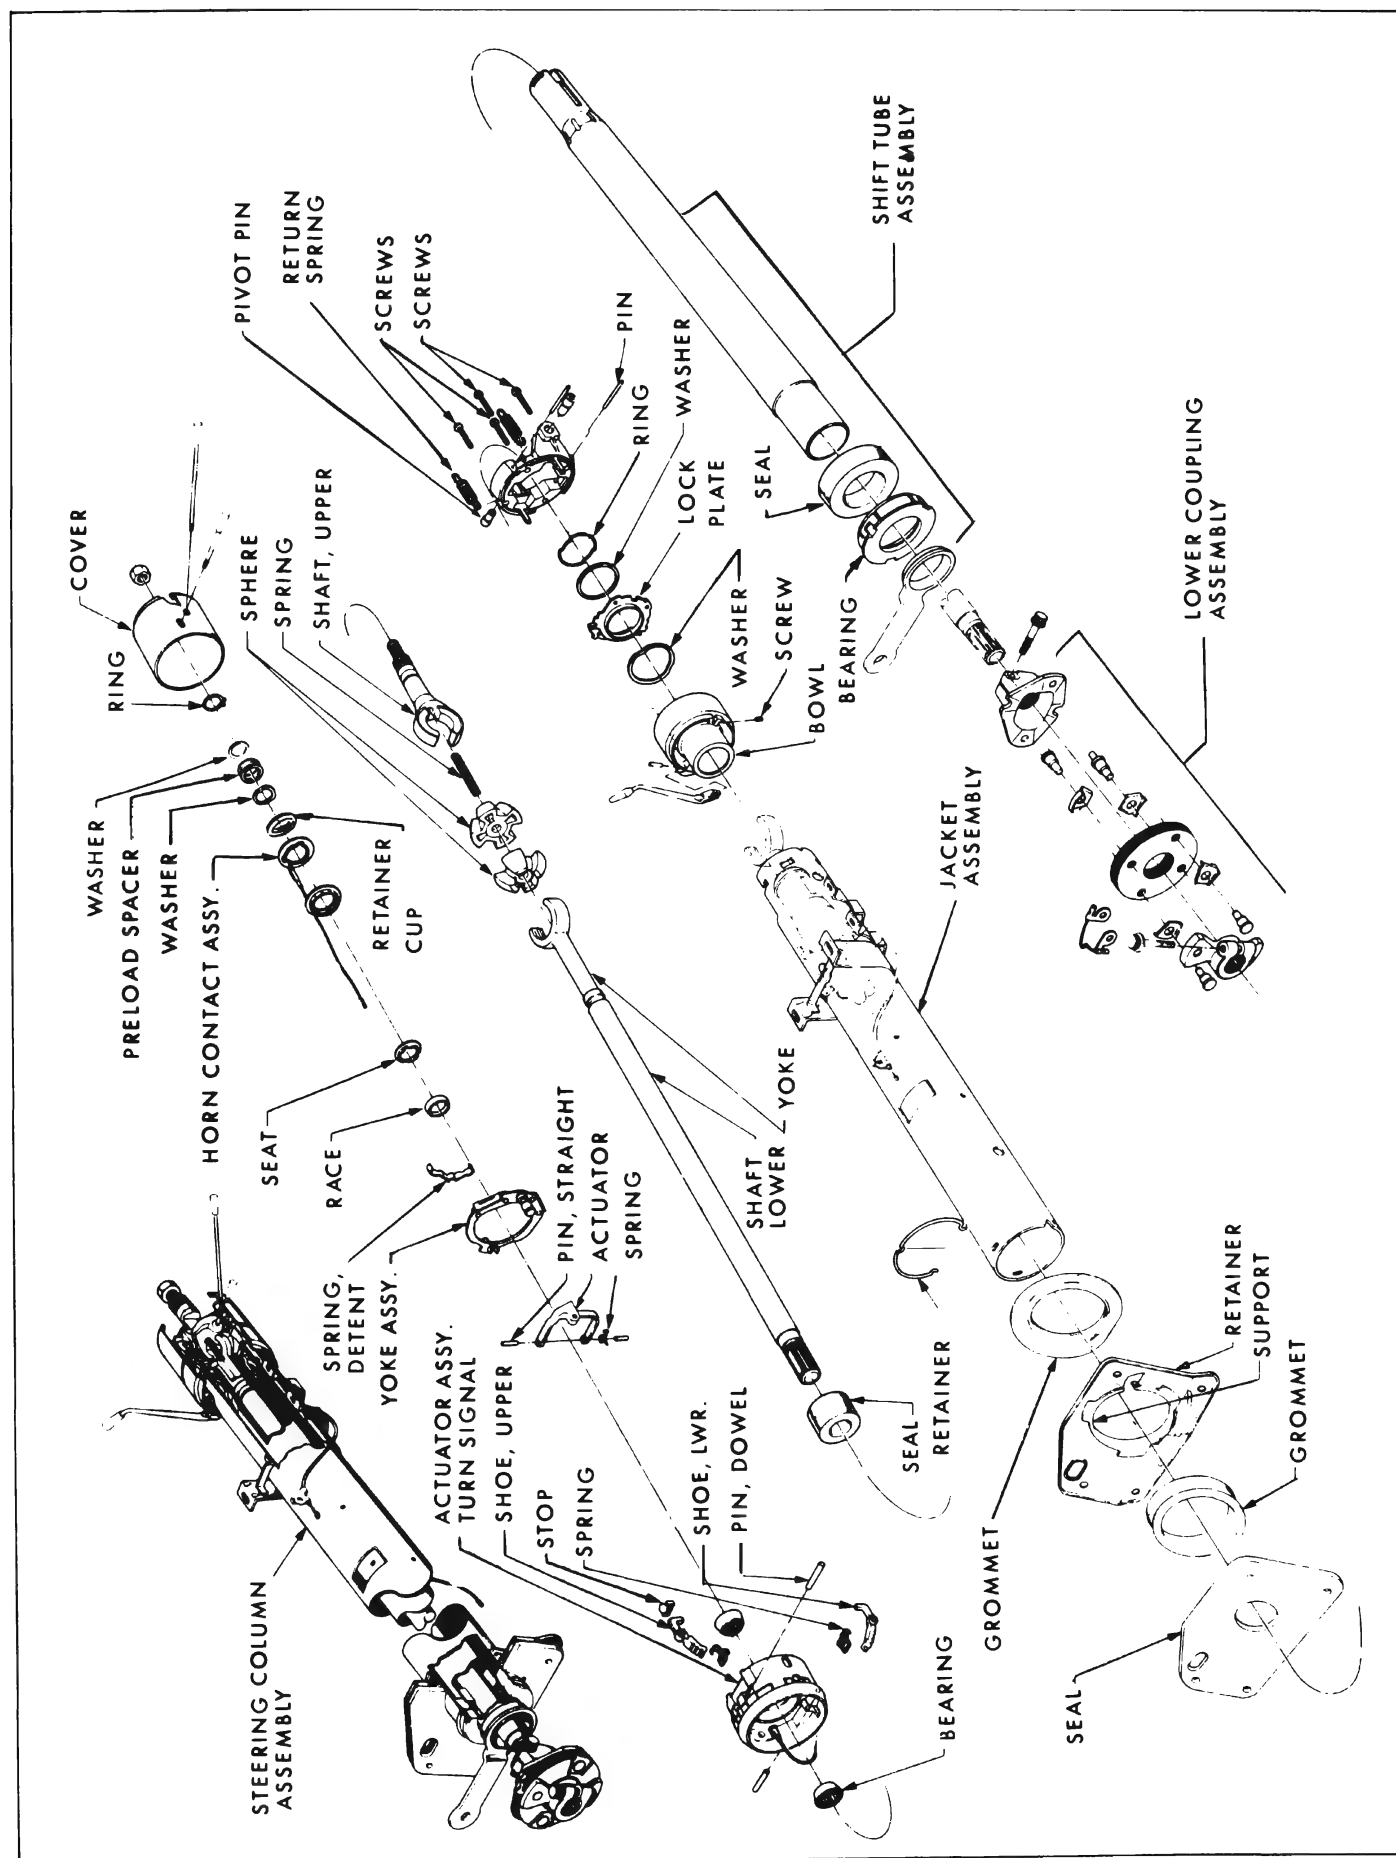 WASHER
PRELOAD SPACER
WASHER
HORN CONTACT ASSY.
RING
COVER
RETAINER
CUP
SEAT
RACE
SPRING,
DETENT
YOKE ASSY.
STEERING COLUMN
ASSEMBLY
PIVOT PIN
RETURN
SPRING
SCREWS
SCREWS
SPHERE
SPRING
SHAFT, UPPER
PIN
RING
WASHER
LOCK
PLATE
SEAL
WASHER
SCREW
BOWL
BEARING
PIN, STRAIGHT
ACTUATOR
SPRING
ACTUATOR ASSY.
TURN SIGNAL
SHOE, UPPER
STOP
SPRING
SHOE, LWR.
PIN, DOWEL
BEARING
SHAFT
LOWER
YOKE
SEAL
RETAINER
JACKET
ASSEMBLY
SHIFT TUBE
ASSEMBLY
LOWER COUPLING
ASSEMBLY
GROMMET
RETAINER
SUPPORT
GROMMET
SEAL